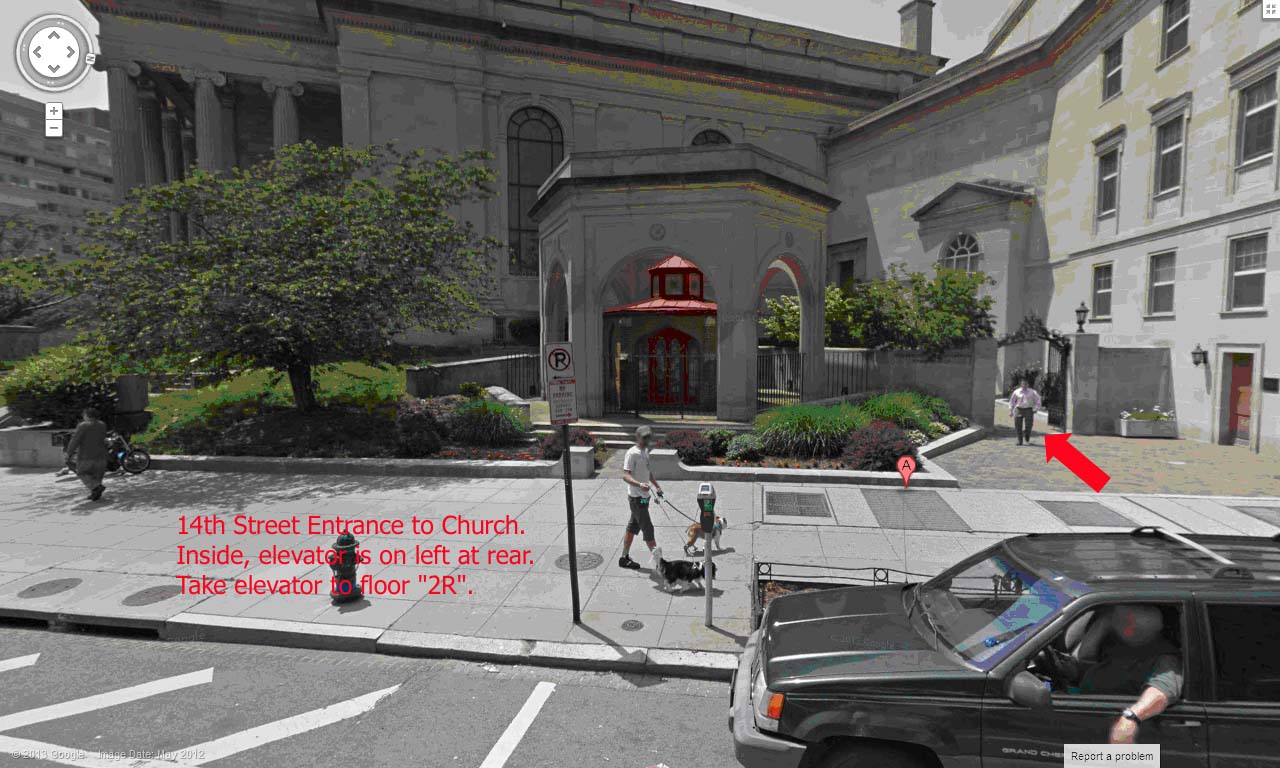 14th Street Entrance to Church.
Inside, elevator is on left at rear.
Take elevator to floor "2R".
A
GRAND CHE
Report a problem
© 2013 Google
Image Date: May 2012